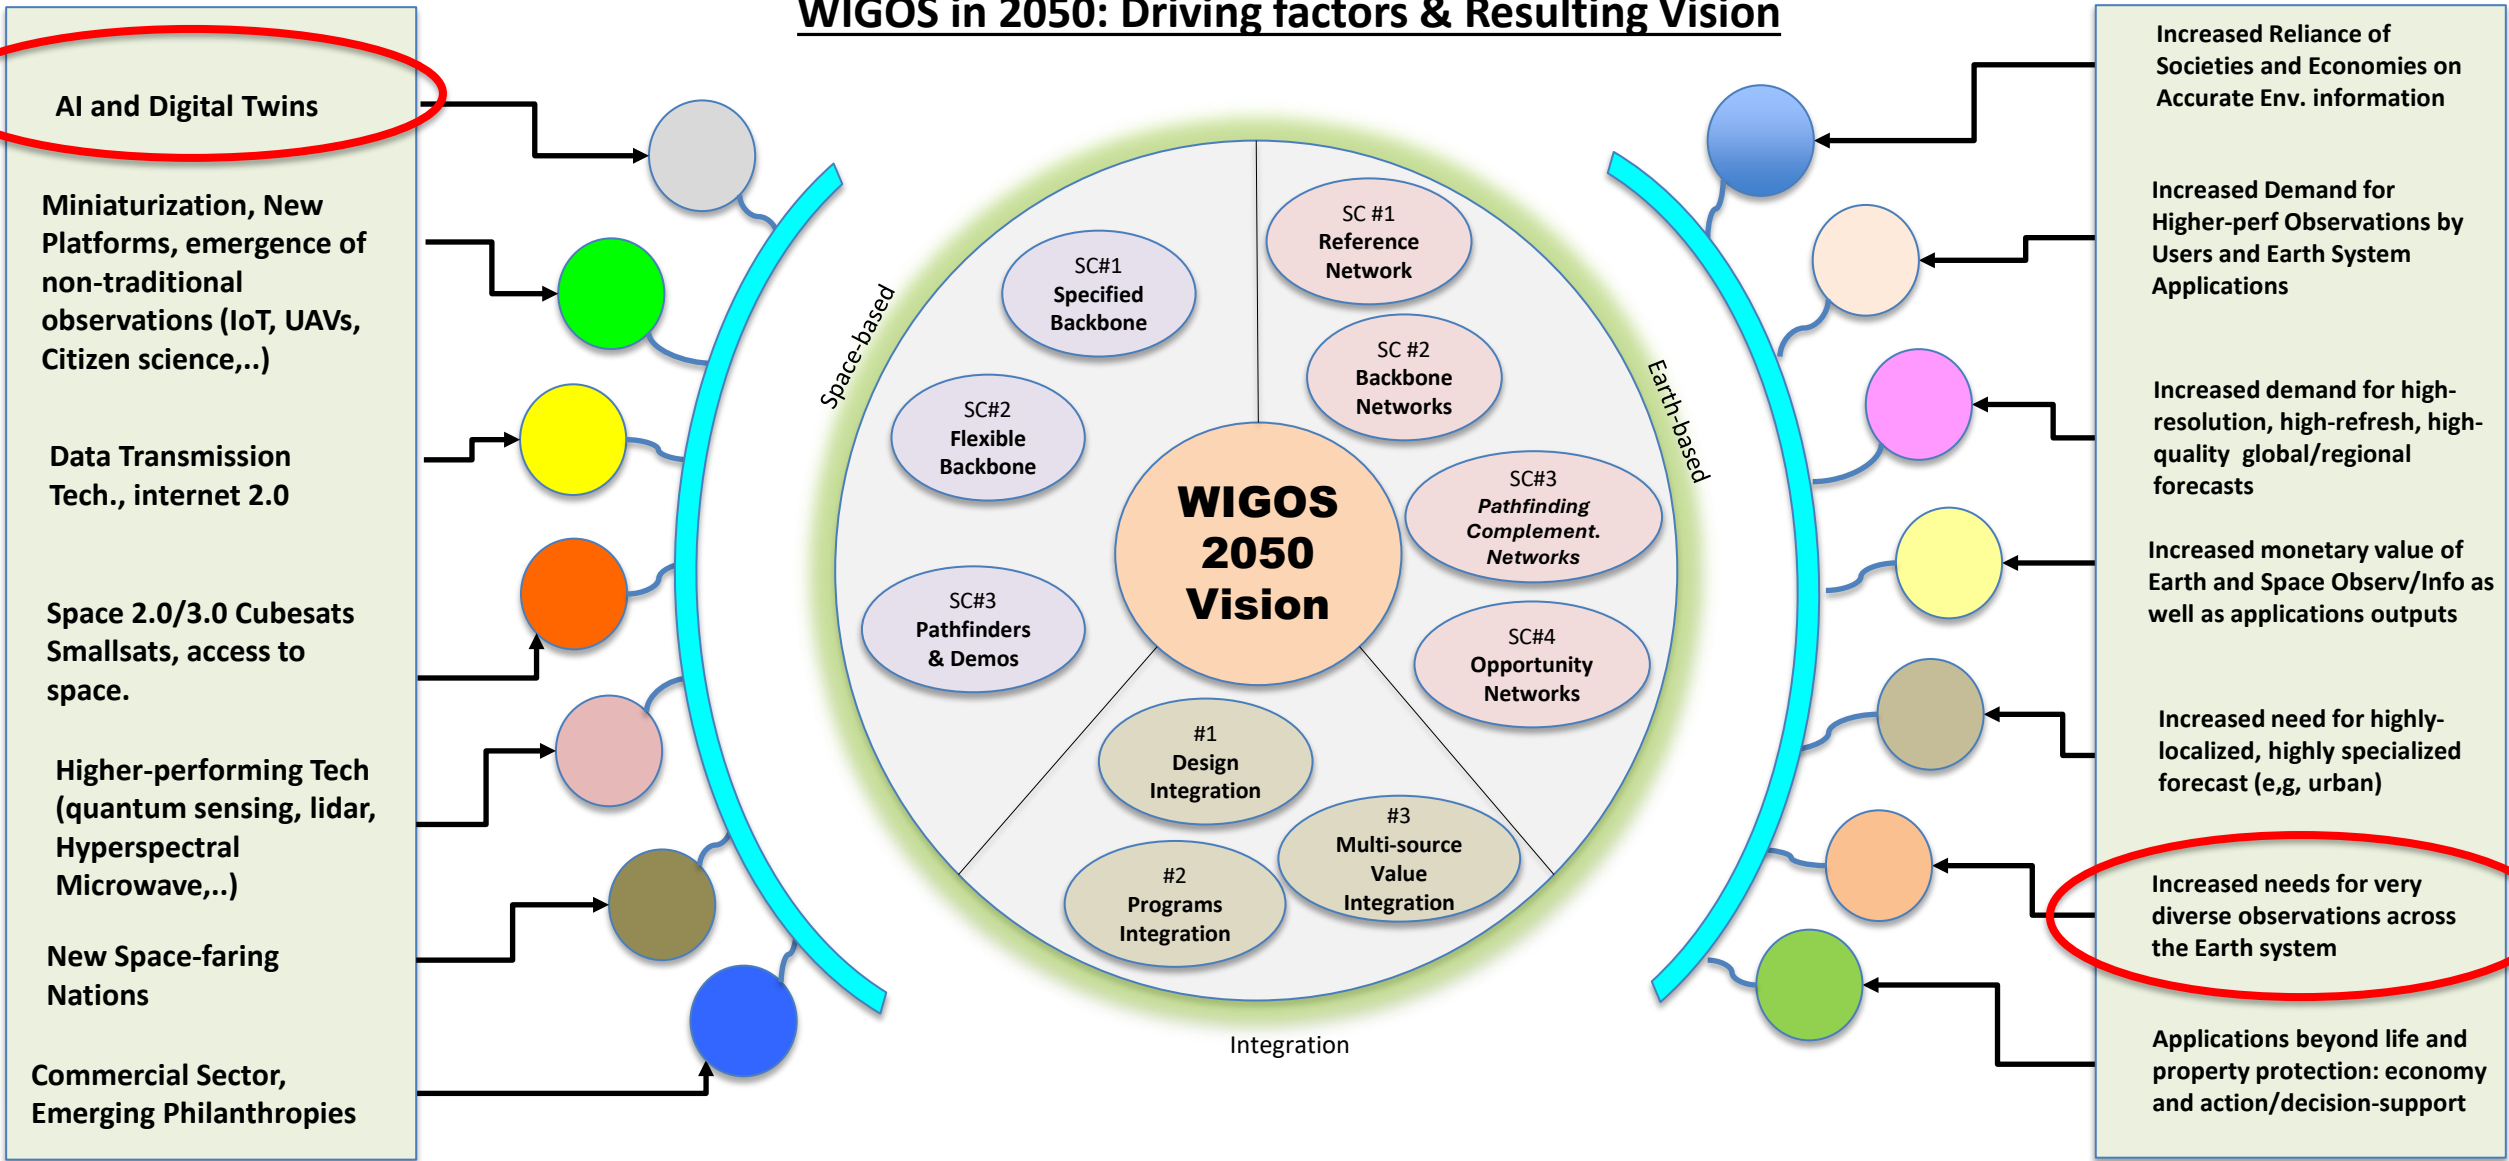 WIGOS in 2050: Driving factors & Resulting Vision
AI and Digital Twins
Miniaturization, New
Platforms, emergence of
non-traditional
observations (IoT, UAVs,
Citizen science,..)
Data Transmission
Tech., internet 2.0
Space 2.0/3.0 Cubesats
Smallsats, access to
space.
Higher-performing Tech
(quantum sensing, lidar,
Hyperspectral
Microwave,..)
New Space-faring
Nations
Commercial Sector,
Emerging Philanthropies
Space-based
SC#1
Specified
Backbone
SC#2
Flexible
Backbone
SC#3
Pathfinders
& Demos
WIGOS
2050
Vision
Earth-based
SC #1
Reference
Network
SC #2
Backbone
Networks
SC#3
Pathfinding
Complement.
Networks
SC#4
Opportunity
Networks
#1
Design
Integration
#2
Programs
Integration
#3
Multi-source
Value
Integration
Integration
Increased Reliance of
Societies and Economies on
Accurate Env. information
Increased Demand for
Higher-perf Observations by
Users and Earth System
Applications
Increased demand for high-
resolution, high-refresh, high-
quality global/regional
forecasts
Increased monetary value of
Earth and Space Observ/Info as
well as applications outputs
Increased need for highly-
localized, highly specialized
forecast (e,g, urban)
Increased needs for very
diverse observations across
the Earth system
Applications beyond life and
property protection: economy
and action/decision-support